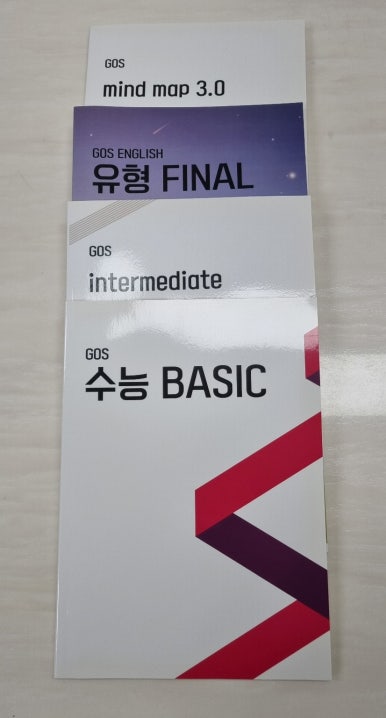 GOS
mind map 3.0
GOS ENGLISH
유형 FINAL
GOS
intermediate
GOS
수능 BASIC